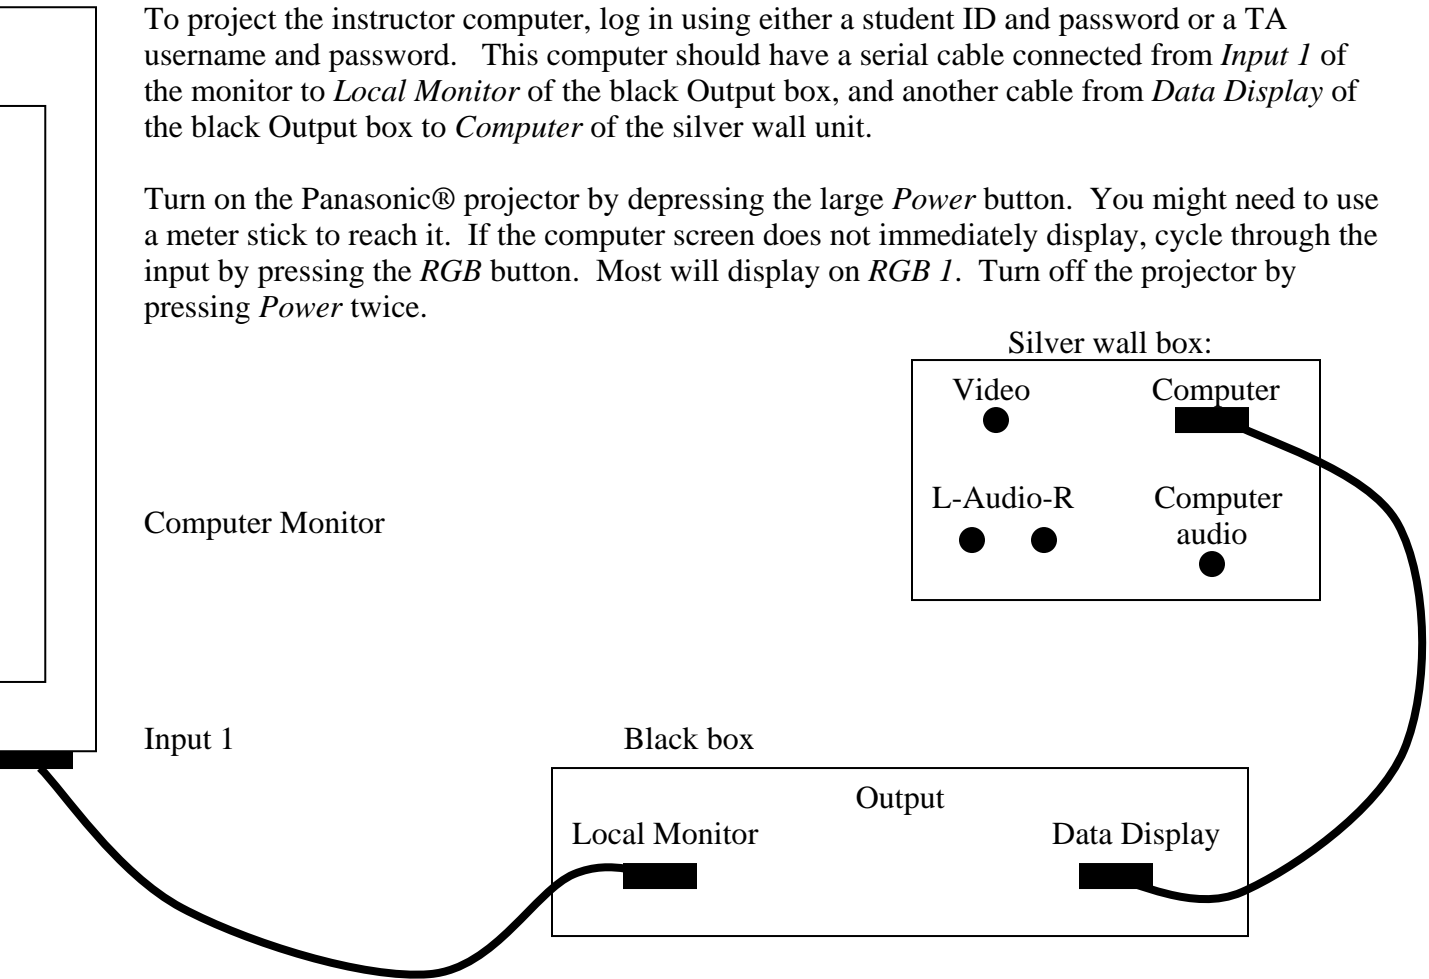 To project the instructor computer, log in using either a student ID and password or a TA
username and password.   This computer should have a serial cable connected from Input 1 of
the monitor to Local Monitor of the black Output box, and another cable from Data Display of
the black Output box to Computer of the silver wall unit.
Turn on the Panasonic® projector by depressing the large Power button.  You might need to use
a meter stick to reach it.  If the computer screen does not immediately display, cycle through the
input by pressing the RGB button.  Most will display on RGB 1.  Turn off the projector by
pressing Power twice.
Silver wall box:
Video
Computer
L-Audio-R
Computer
audio
Computer Monitor
Input 1
Black box
Output
Local Monitor
Data Display